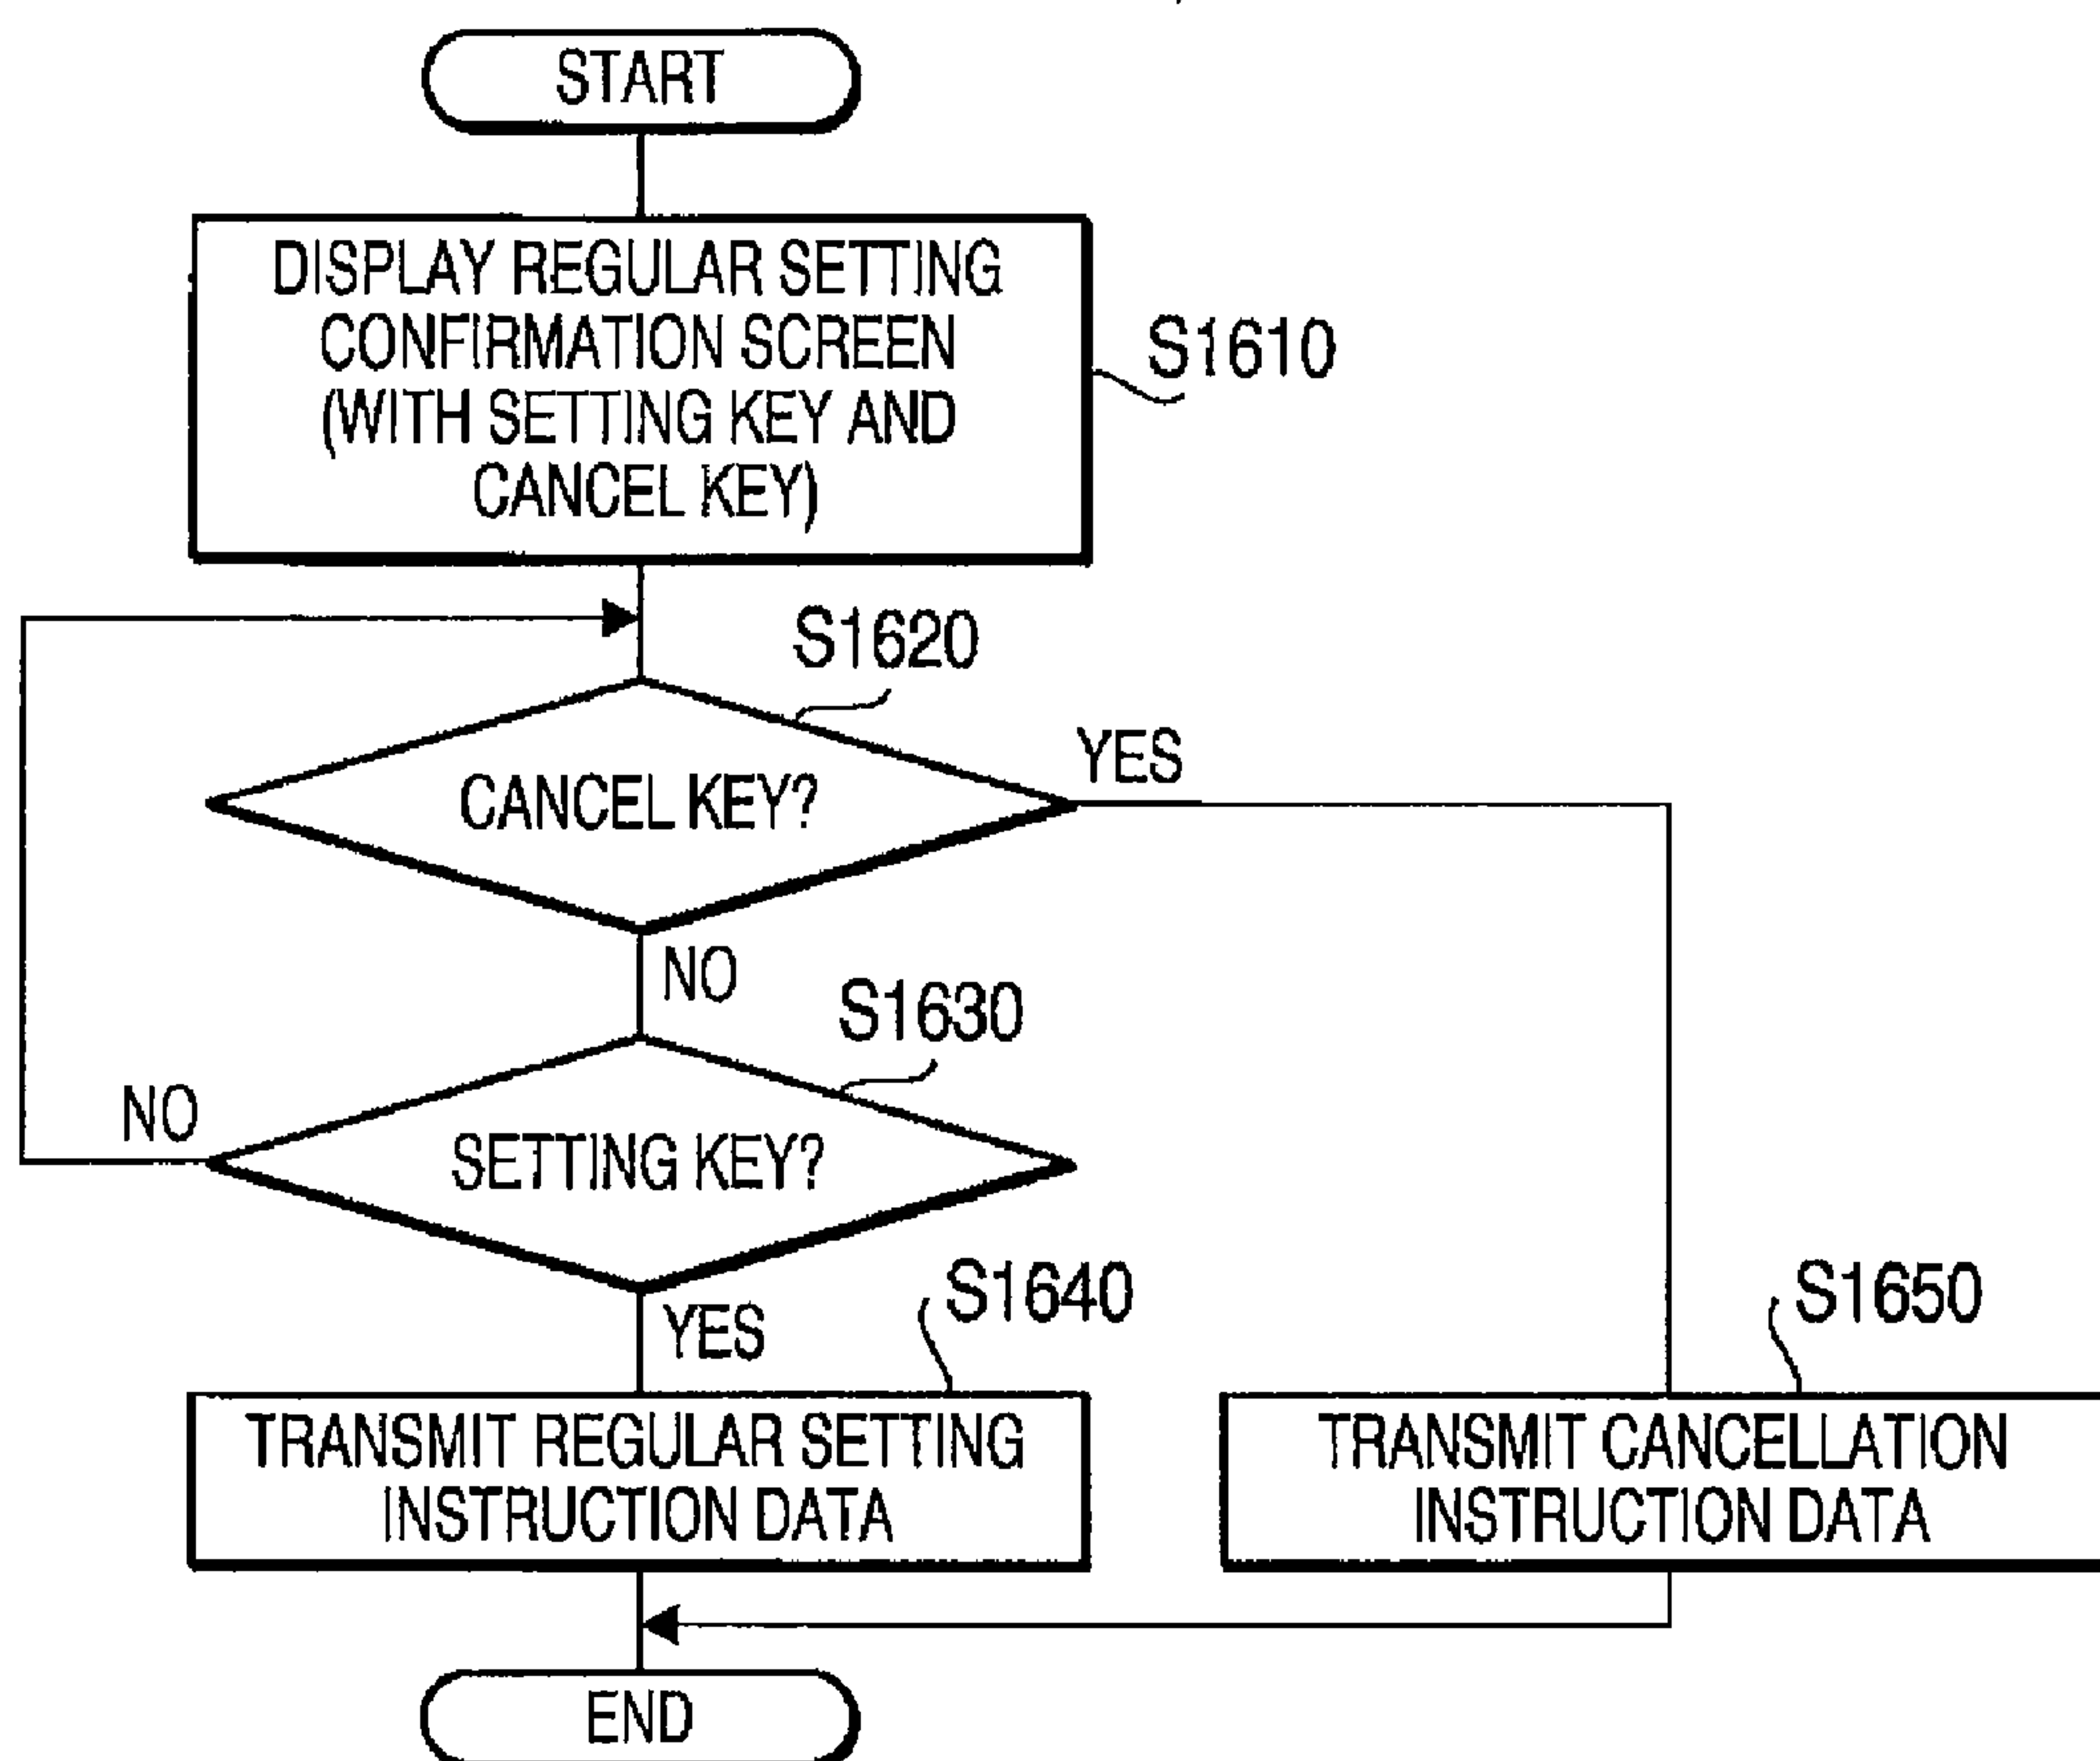 START
DISPLAY REGULAR SETTING
CONFIRMATION SCREEN
(WITH SETTING KEY AND
CANCEL KEY)
S1610
S1620
CANCEL KEY?
YES
NO
S1630
SETTING KEY?
NO
YES
S1640
TRANSMIT REGULAR SETTING
INSTRUCTION DATA
S1650
TRANSMIT CANCELLATION
INSTRUCTION DATA
END